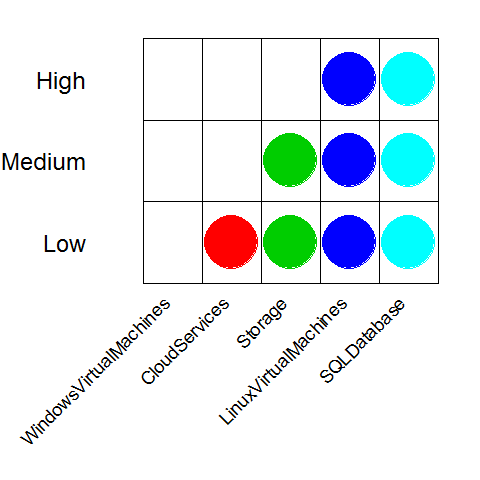 High
Medium
Low
WindowsVirtualMachines
CloudServices
Storage
LinuxVirtualMachines
SQLDatabase